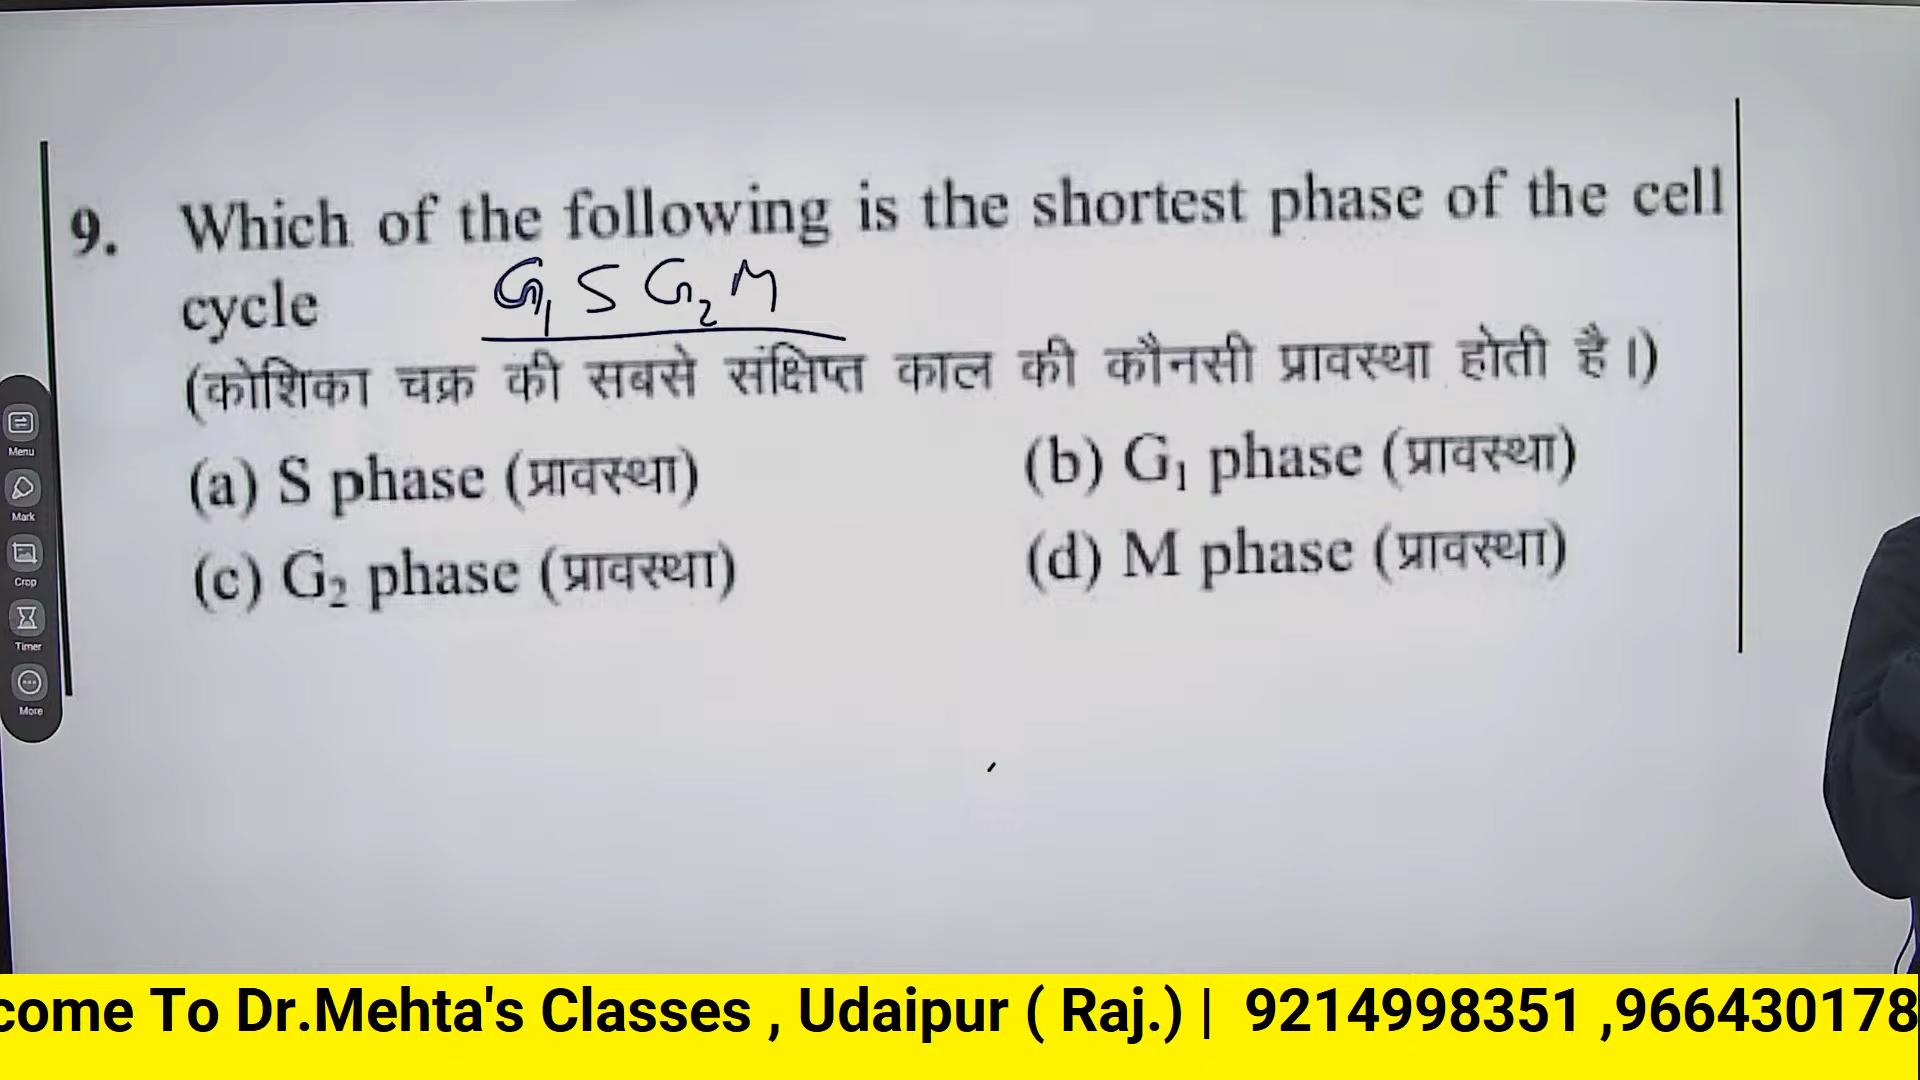 9. Which of the following is the shortest phase of the cell
cycle
G₁ S G₂ M
(कोशिका चक्र की सबसे संक्षिप्त काल की कौनसी प्रावस्था होती है।)
(a) S phase (प्रावस्था) (b) G₁ phase (प्रावस्था)
(c) G₂ phase (प्रावस्था) (d) M phase (प्रावस्था)
Menu
Mark
Crop
Timer
More
come To Dr.Mehta's Classes , Udaipur ( Raj.) | 9214998351 ,966430178